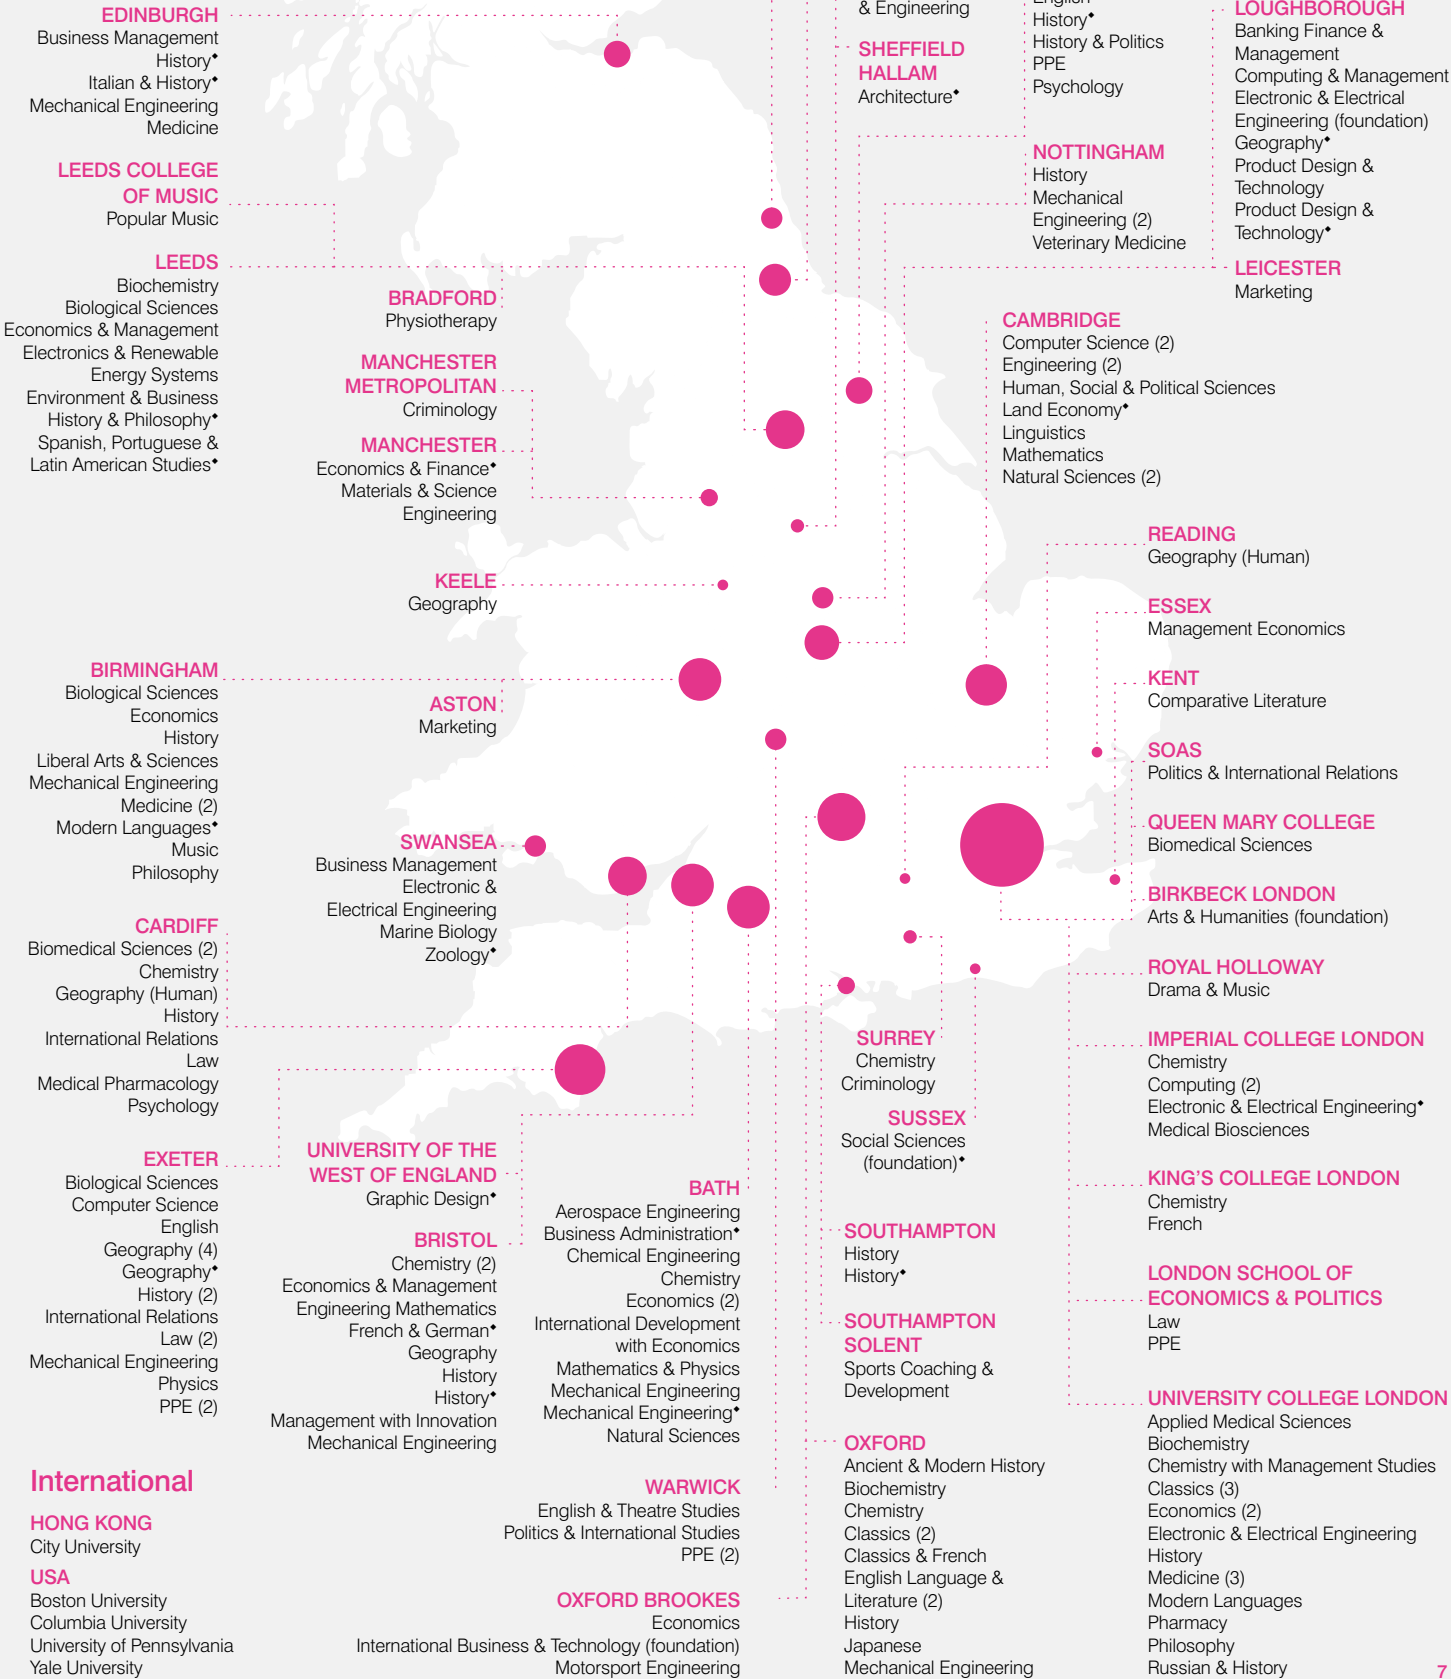 EDINBURGH
Business Management
History◆
Italian & History◆
Mechanical Engineering
Medicine
LEEDS COLLEGE
OF MUSIC
Popular Music
LEEDS
Biochemistry
Biological Sciences
Economics & Management
Electronics & Renewable
Energy Systems
Environment & Business
History & Philosophy◆
Spanish, Portuguese &
Latin American Studies◆
BRADFORD
Physiotherapy
MANCHESTER
METROPOLITAN
Criminology
MANCHESTER
Economics & Finance◆
Materials & Science
Engineering
KEELE
Geography
BIRMINGHAM
Biological Sciences
Economics
History
Liberal Arts & Sciences
Mechanical Engineering
Medicine (2)
Modern Languages◆
Music
Philosophy
ASTON
Marketing
SWANSEA
Business Management
Electronic &
Electrical Engineering
Marine Biology
Zoology◆
CARDIFF
Biomedical Sciences (2)
Chemistry
Geography (Human)
History
International Relations
Law
Medical Pharmacology
Psychology
EXETER
Biological Sciences
Computer Science
English
Geography (4)
Geography◆
History (2)
International Relations
Law (2)
Mechanical Engineering
Physics
PPE (2)
UNIVERSITY OF THE
WEST OF ENGLAND
Graphic Design◆
BRISTOL
Chemistry (2)
Economics & Management
Engineering Mathematics
French & German◆
Geography
History
History◆
Management with Innovation
Mechanical Engineering
BATH
Aerospace Engineering
Business Administration◆
Chemical Engineering
Chemistry
Economics (2)
International Development
with Economics
Mathematics & Physics
Mechanical Engineering
Mechanical Engineering◆
Natural Sciences
WARWICK
English & Theatre Studies
Politics & International Studies
PPE (2)
OXFORD BROOKES
Economics
International Business & Technology (foundation)
Motorsport Engineering
International
HONG KONG
City University
USA
Boston University
Columbia University
University of Pennsylvania
Yale University
& Engineering
SHEFFIELD
HALLAM
Architecture◆
English
History◆
History & Politics
PPE
Psychology
NOTTINGHAM
History
Mechanical
Engineering (2)
Veterinary Medicine
LOUGHBOROUGH
Banking Finance &
Management
Computing & Management
Electronic & Electrical
Engineering (foundation)
Geography◆
Product Design &
Technology
Product Design &
Technology◆
LEICESTER
Marketing
CAMBRIDGE
Computer Science (2)
Engineering (2)
Human, Social & Political Sciences
Land Economy◆
Linguistics
Mathematics
Natural Sciences (2)
READING
Geography (Human)
ESSEX
Management Economics
KENT
Comparative Literature
SOAS
Politics & International Relations
QUEEN MARY COLLEGE
Biomedical Sciences
BIRKBECK LONDON
Arts & Humanities (foundation)
ROYAL HOLLOWAY
Drama & Music
IMPERIAL COLLEGE LONDON
Chemistry
Computing (2)
Electronic & Electrical Engineering◆
Medical Biosciences
KING'S COLLEGE LONDON
Chemistry
French
LONDON SCHOOL OF
ECONOMICS & POLITICS
Law
PPE
UNIVERSITY COLLEGE LONDON
Applied Medical Sciences
Biochemistry
Chemistry with Management Studies
Classics (3)
Economics (2)
Electronic & Electrical Engineering
History
Medicine (3)
Modern Languages
Pharmacy
Philosophy
Russian & History
SURREY
Chemistry
Criminology
SUSSEX
Social Sciences
(foundation)◆
SOUTHAMPTON
History
History◆
SOUTHAMPTON
SOLENT
Sports Coaching &
Development
OXFORD
Ancient & Modern History
Biochemistry
Chemistry
Classics (2)
Classics & French
English Language &
Literature (2)
History
Japanese
Mechanical Engineering
7